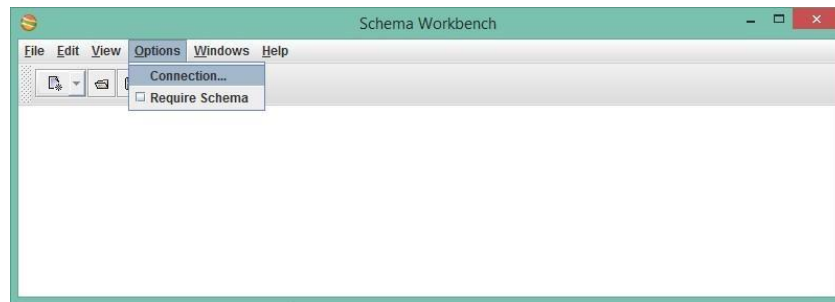 Schema Workbench
File Edit View Options Windows Help
Connection...
Require Schema